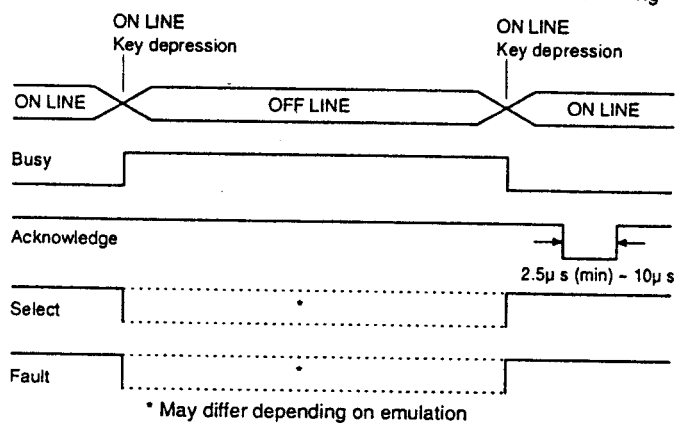 ON LINE
Key depression
ON LINE
Key depression
ON LINE
OFF LINE
ON LINE
Busy
Acknowledge
2.5µ s (min) ~ 10µ s
Select
*
Fault
*
* May differ depending on emulation